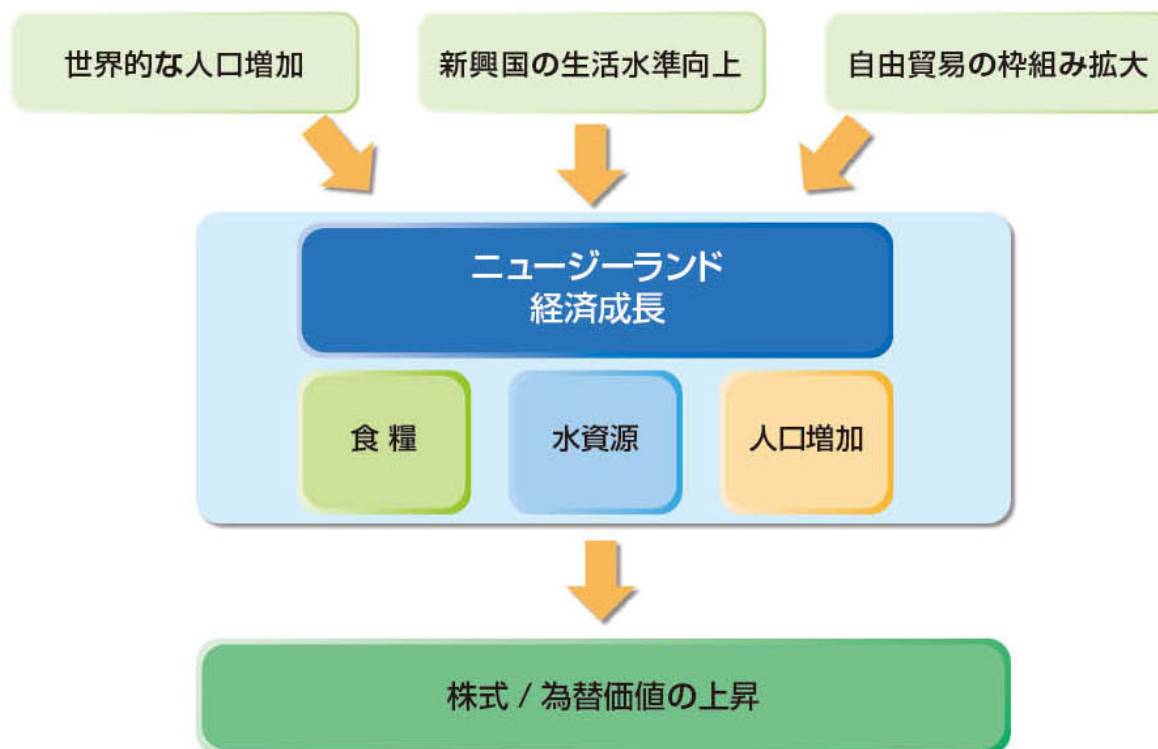 世界的な人口増加
新興国の生活水準向上
自由貿易の枠組み拡大
ニュージーランド
経済成長
食 糧
水資源
人口増加
株式 / 為替価値の上昇